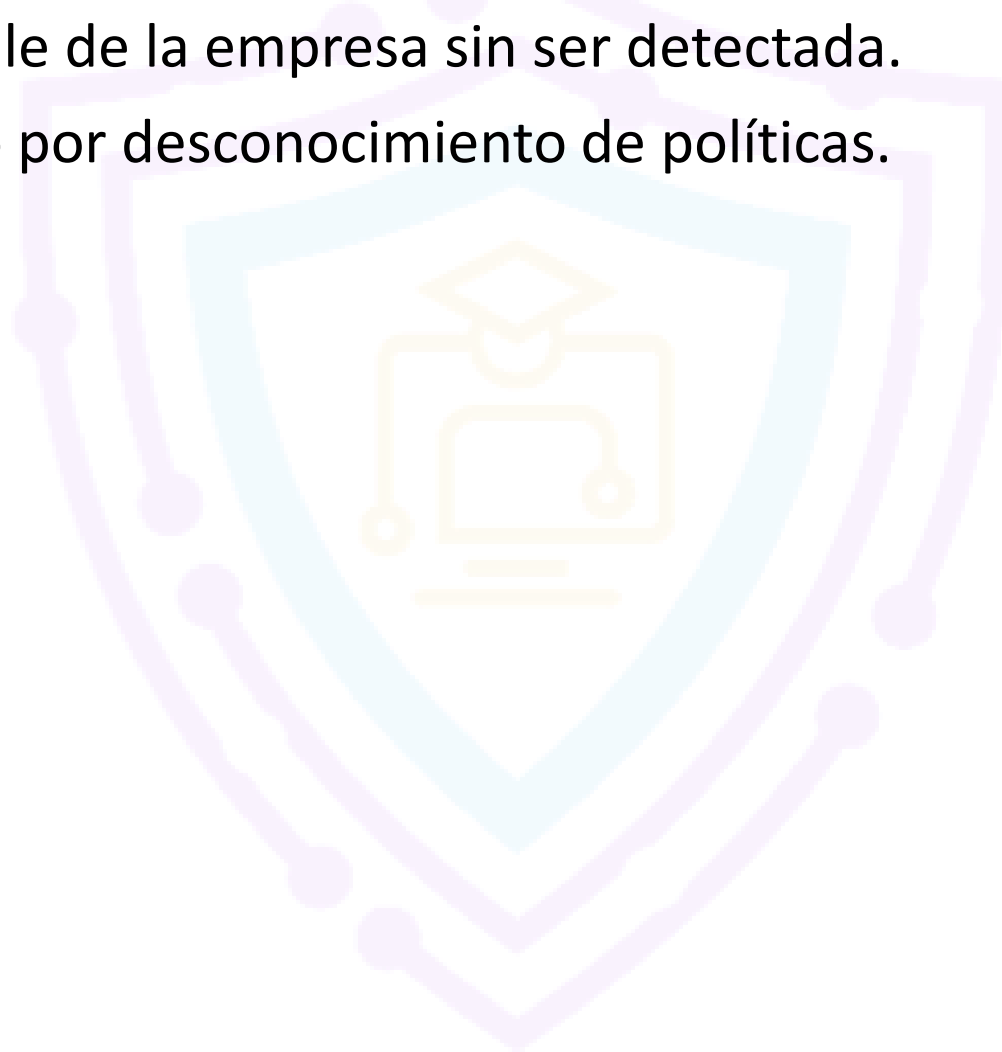 le de la empresa sin ser detectada.
por desconocimiento de políticas.